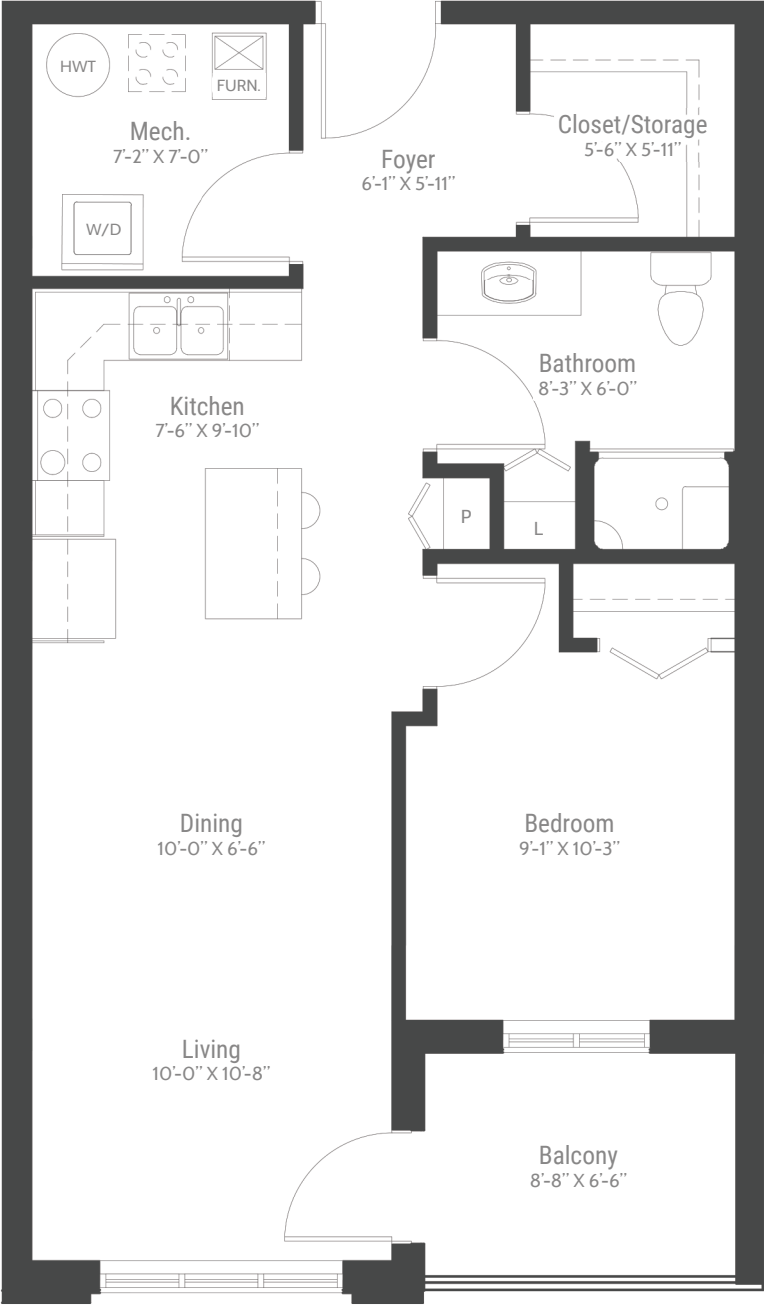 HWT
FURN.
Mech.
7'-2” X 7'-0”
W/D
Foyer
6'-1” X 5'-11”
Closet/Storage
5'-6” X 5'-11”
Bathroom
8'-3” X 6'-0”
Kitchen
7'-6” X 9'-10”
P
L
Dining
10'-0” X 6'-6”
Bedroom
9'-1” X 10'-3”
Living
10'-0” X 10'-8”
Balcony
8'-8” X 6'-6”